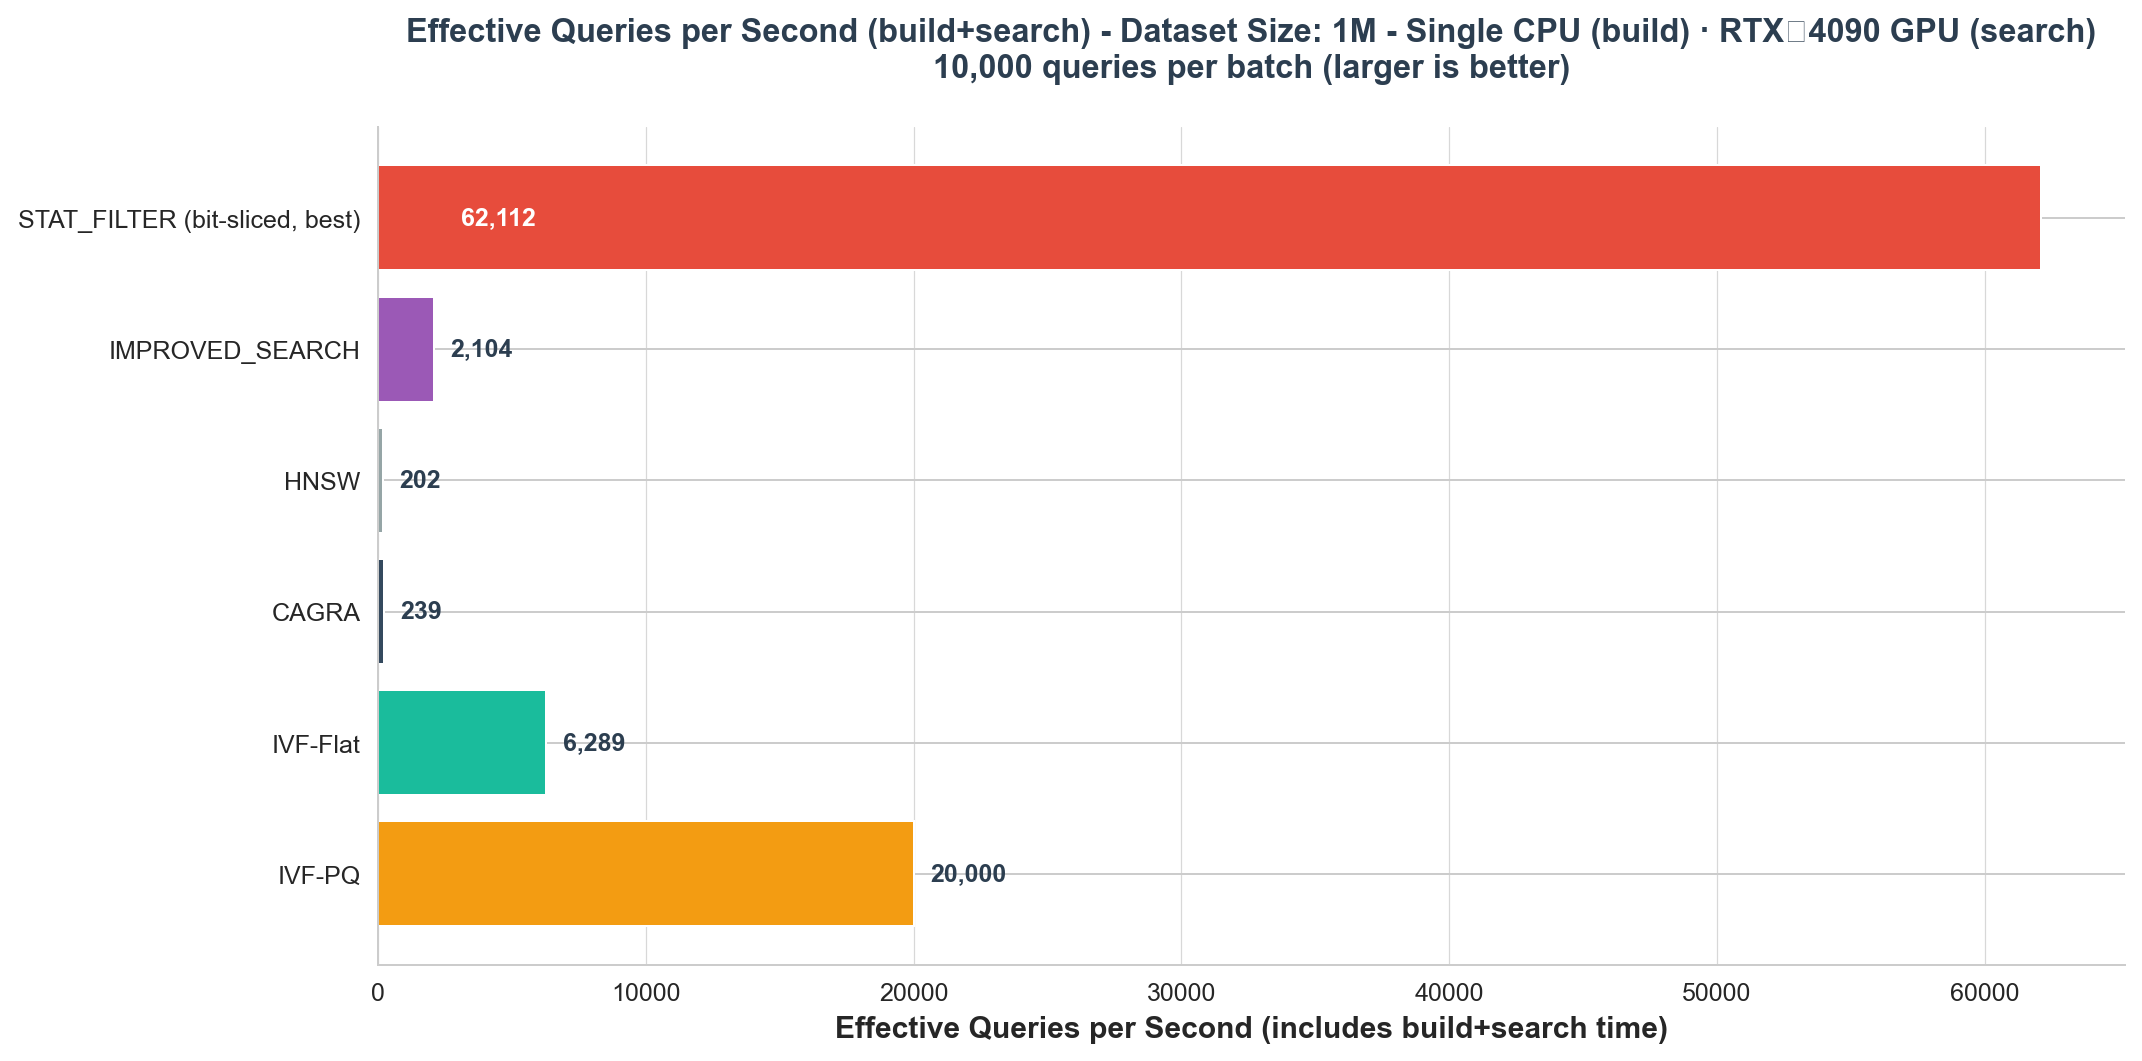 Effective Queries per Second (build+search) - Dataset Size: 1M - Single CPU (build) · RTX□4090 GPU (search)
10,000 queries per batch (larger is better)
STAT_FILTER (bit-sliced, best)
62,112
IMPROVED_SEARCH
2,104
HNSW
202
CAGRA
239
IVF-Flat
6,289
IVF-PQ
20,000
0 10000 20000 30000 40000 50000 60000
Effective Queries per Second (includes build+search time)